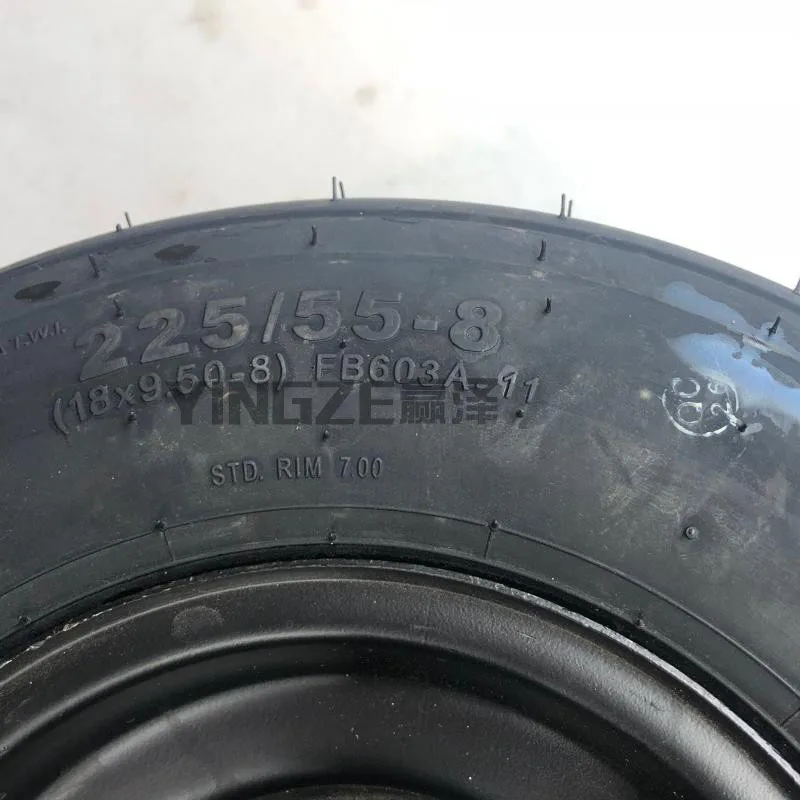 T.W.I.
225/55-8
(18x9.50-8) FB603A 11
YINGZE赢泽
STD. RIM 7.00
QC